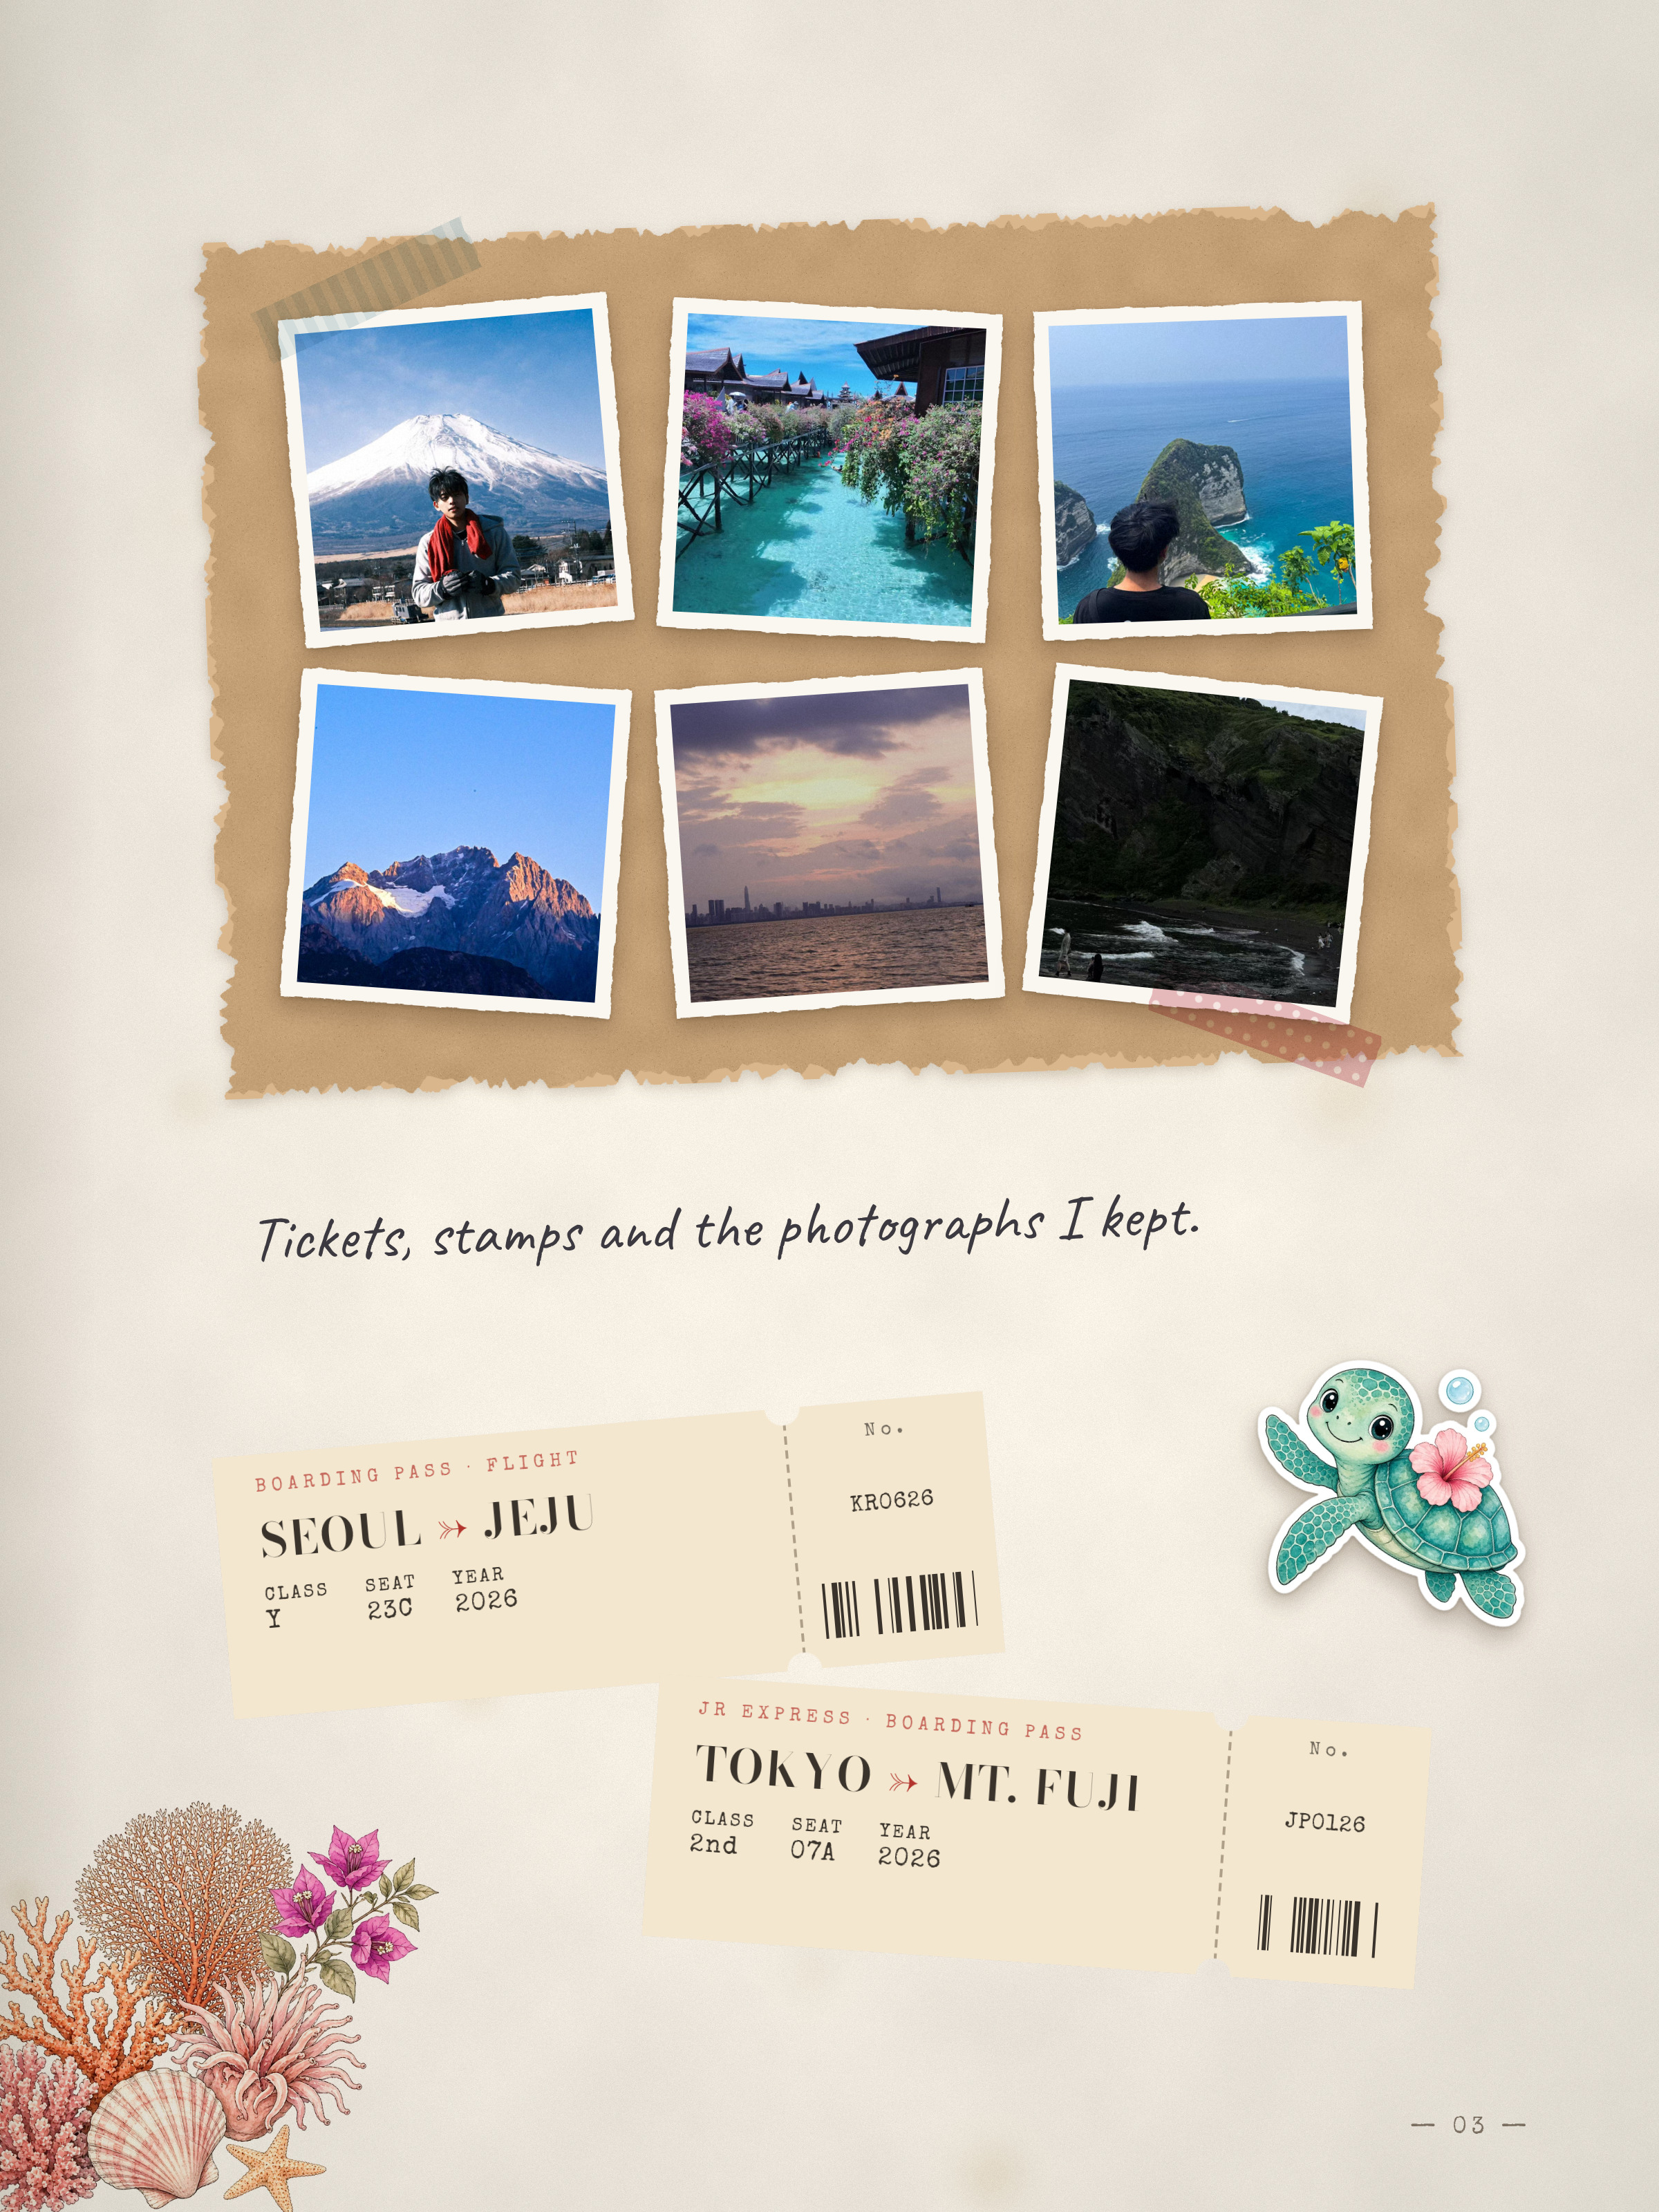 Tickets, stamps and the photographs I kept.
BOARDING PASS · FLIGHT
SEOUL ➳ JEJU
CLASS SEAT YEAR
Y 23C 2026
No.
KR0626
JR EXPRESS · BOARDING PASS
TOKYO ➳ MT. FUJI
CLASS SEAT YEAR
2nd 07A 2026
No.
JP0126
— 03 —